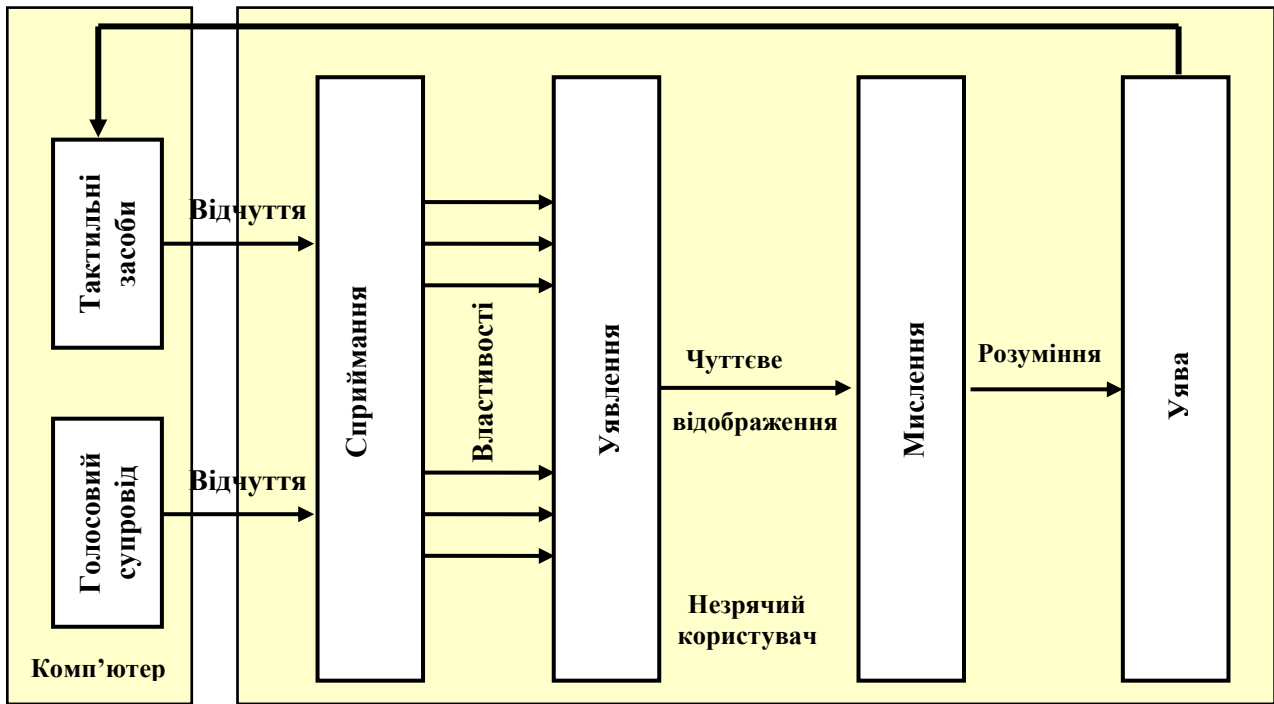 Тактильні
засоби
Відчуття
Голосовий
супровід
Відчуття
Комп’ютер
Сприймання
Властивості
Уявлення
Чуттєве
відображення
Незрячий
користувач
Мислення
Розуміння
Уява